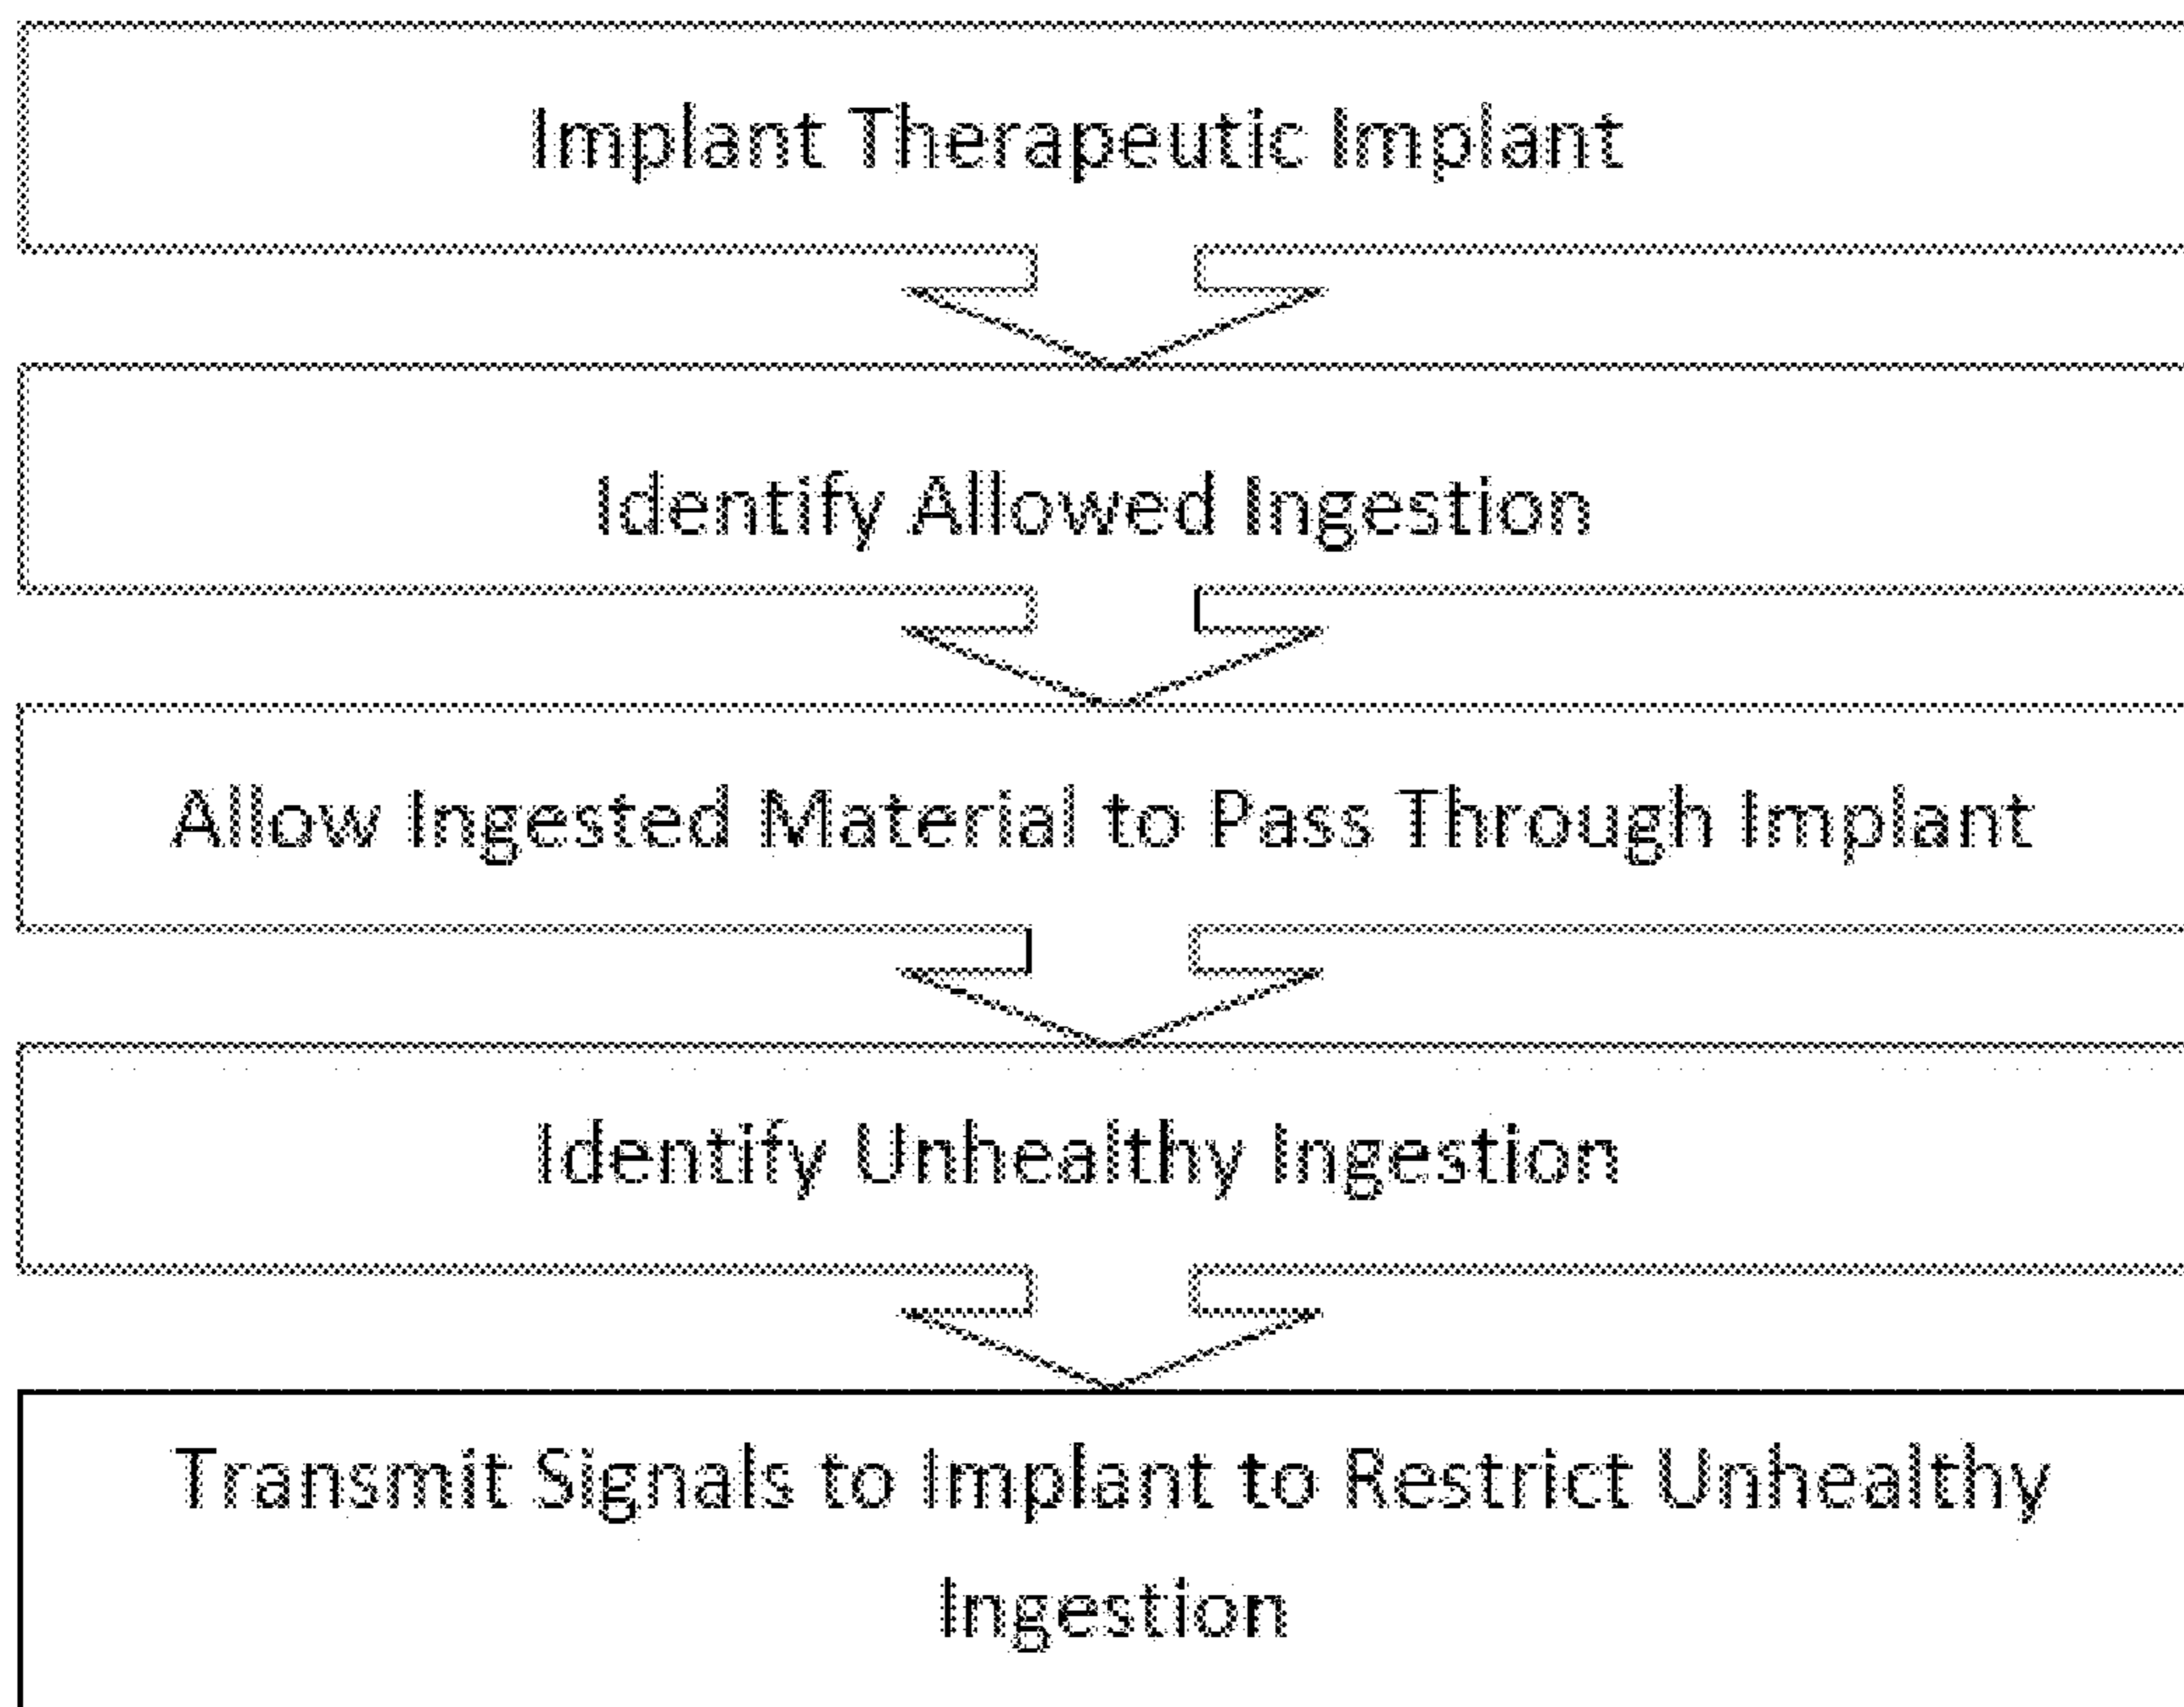 Implant Therapeutic Implant
Identify Allowed Ingestion
Allow Ingested Material to Pass Through Implant
Identify Unhealthy Ingestion
Transmit Signals to Implant to Restrict Unhealthy
Ingestion